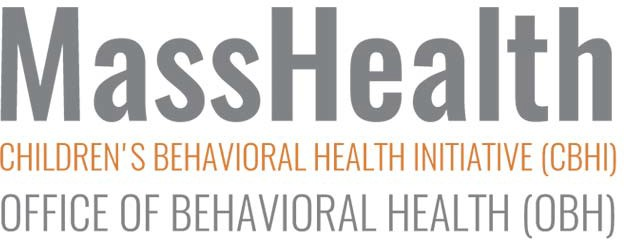 MassHealth
CHILDREN'S BEHAVIORAL HEALTH INITIATIVE (CBHI)
OFFICE OF BEHAVIORAL HEALTH (OBH)